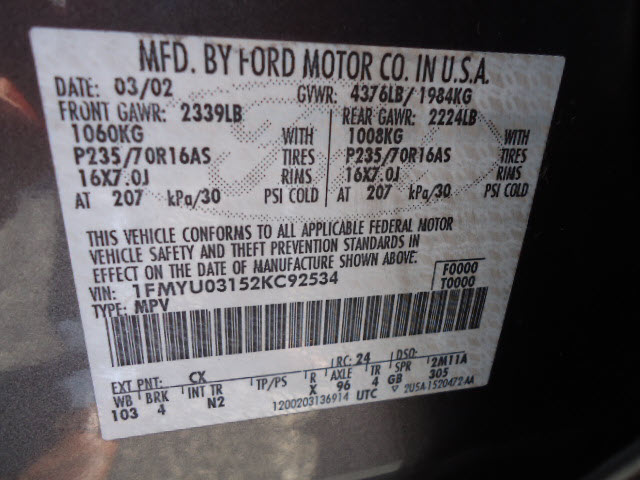 MFD. BY FORD MOTOR CO. IN U.S.A.
DATE: 03/02 GVWR: 4376LB/ 1984KG
FRONT GAWR: 2339LB REAR GAWR: 2224LB
1060KG WITH 1008KG WITH
P235/70R16AS TIRES P235/70R16AS TIRES
16X7.0J RIMS 16X7.0J RIMS
AT 207 kPa/30 PSI COLD AT 207 kPa/30 PSI COLD
THIS VEHICLE CONFORMS TO ALL APPLICABLE FEDERAL MOTOR
VEHICLE SAFETY AND THEFT PREVENTION STANDARDS IN
EFFECT ON THE DATE OF MANUFACTURE SHOWN ABOVE.
VIN: 1FMYU03152KC92534 F0000
TYPE: MPV T0000
EXT PNT: CX RC: 24 DSO:
WB BRK INT TR TP/PS R AXLE TR SPR 2M11A
103 4 N2 X 96 4 GB 305
1200203136914 UTC 2U5A1520472AA